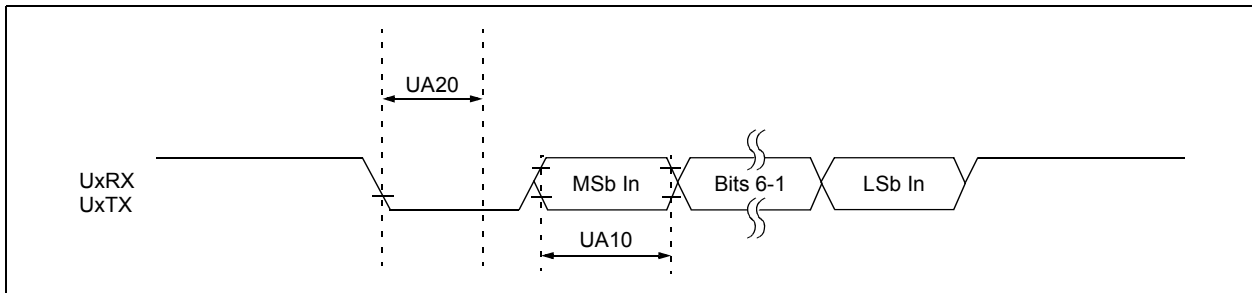 UA20
UxRX
UxTX
MSb In
Bits 6-1
LSb In
UA10